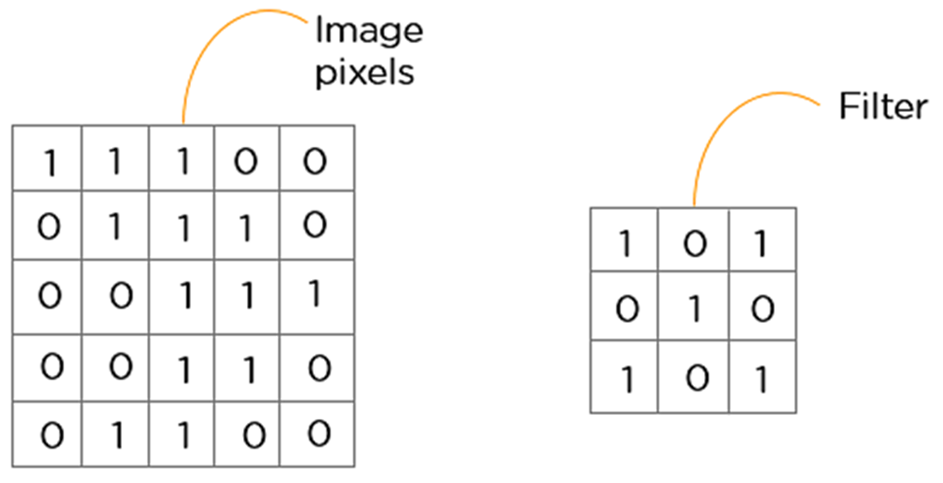 Image
pixels
Filter
1 1 1 0 0
0 1 1 1 0
0 0 1 1 1
0 0 1 1 0
0 1 1 0 0
1 0 1
0 1 0
1 0 1